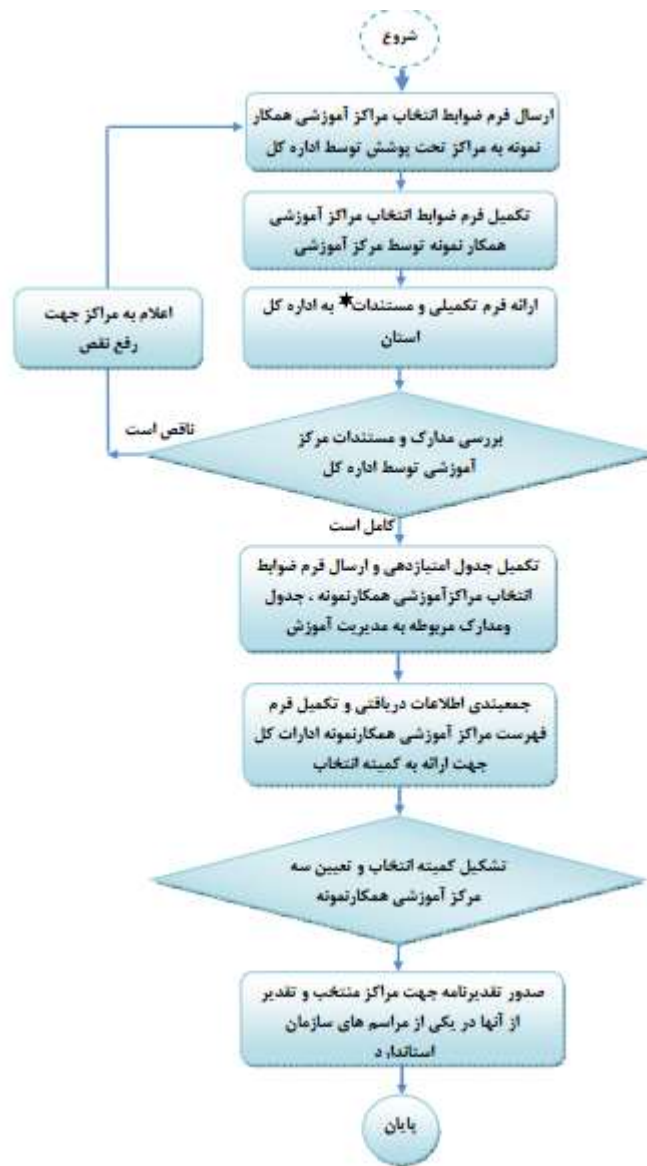 شروع
ارسال فرم ضوابط انتخاب مراکز آموزشی همکار
نمونه به مراکز تحت پوشش توسط اداره کل
تکمیل فرم ضوابط انتخاب مراکز آموزشی
همکار نمونه توسط مرکز آموزشی
ارائه فرم تکمیلی و مستندات★ به اداره کل
استان
اعلام به مراکز جهت
رفع نقص
ناقص است
بررسی مدارک و مستندات مرکز
آموزشی توسط اداره کل
کامل است
تکمیل جدول امتیازدهی و ارسال فرم ضوابط
انتخاب مراکزآموزشی همکارنمونه ، جدول
ومدارک مربوطه به مدیریت آموزش
جمعبندی اطلاعات دریافتی و تکمیل فرم
فهرست مراکز آموزشی همکارنمونه ادارات کل
جهت ارائه به کمیته انتخاب
تشکیل کمیته انتخاب و تعیین سه
مرکز آموزشی همکارنمونه
صدور تقدیرنامه جهت مراکز منتخب و تقدیر
از آنها در یکی از مراسم های سازمان
استاندارد
پایان